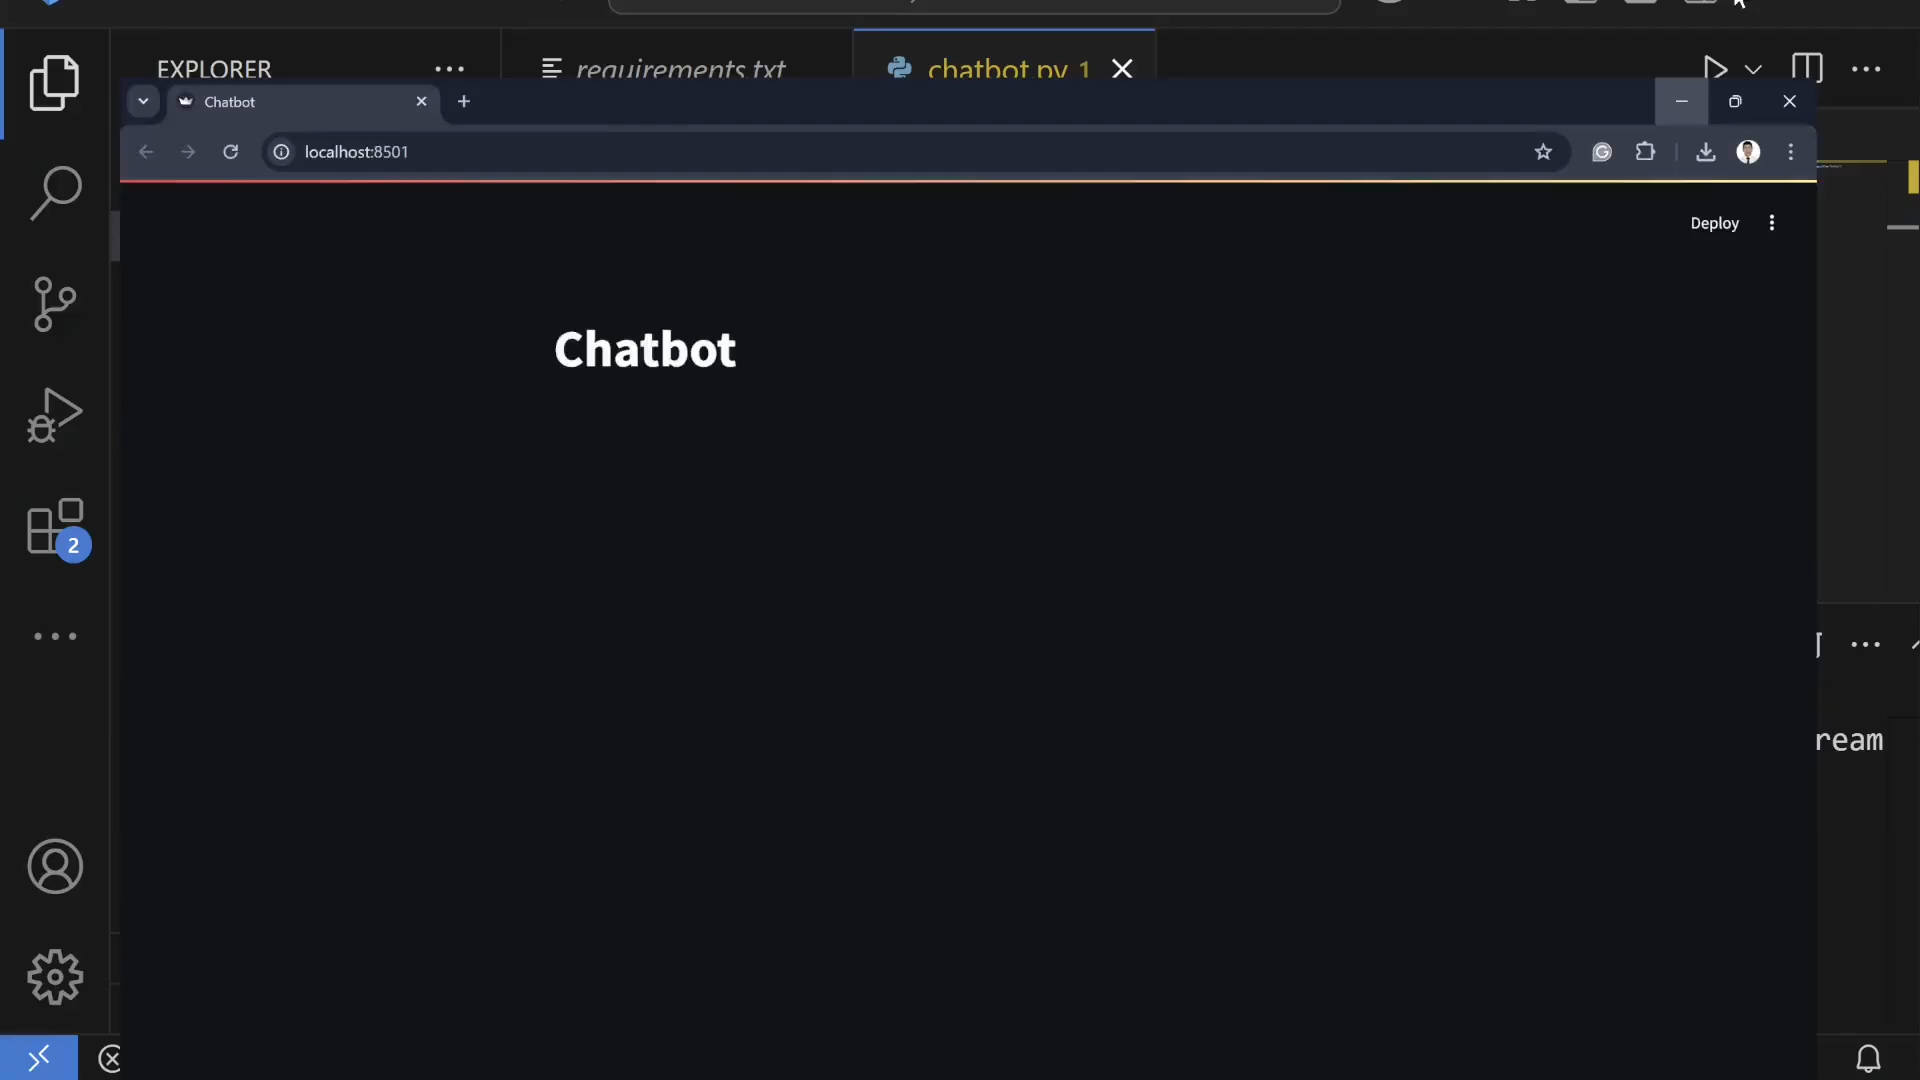 EXPLORER
requirements.txt
chatbot.py 1
Chatbot
localhost:8501
Deploy
Chatbot
2
ream